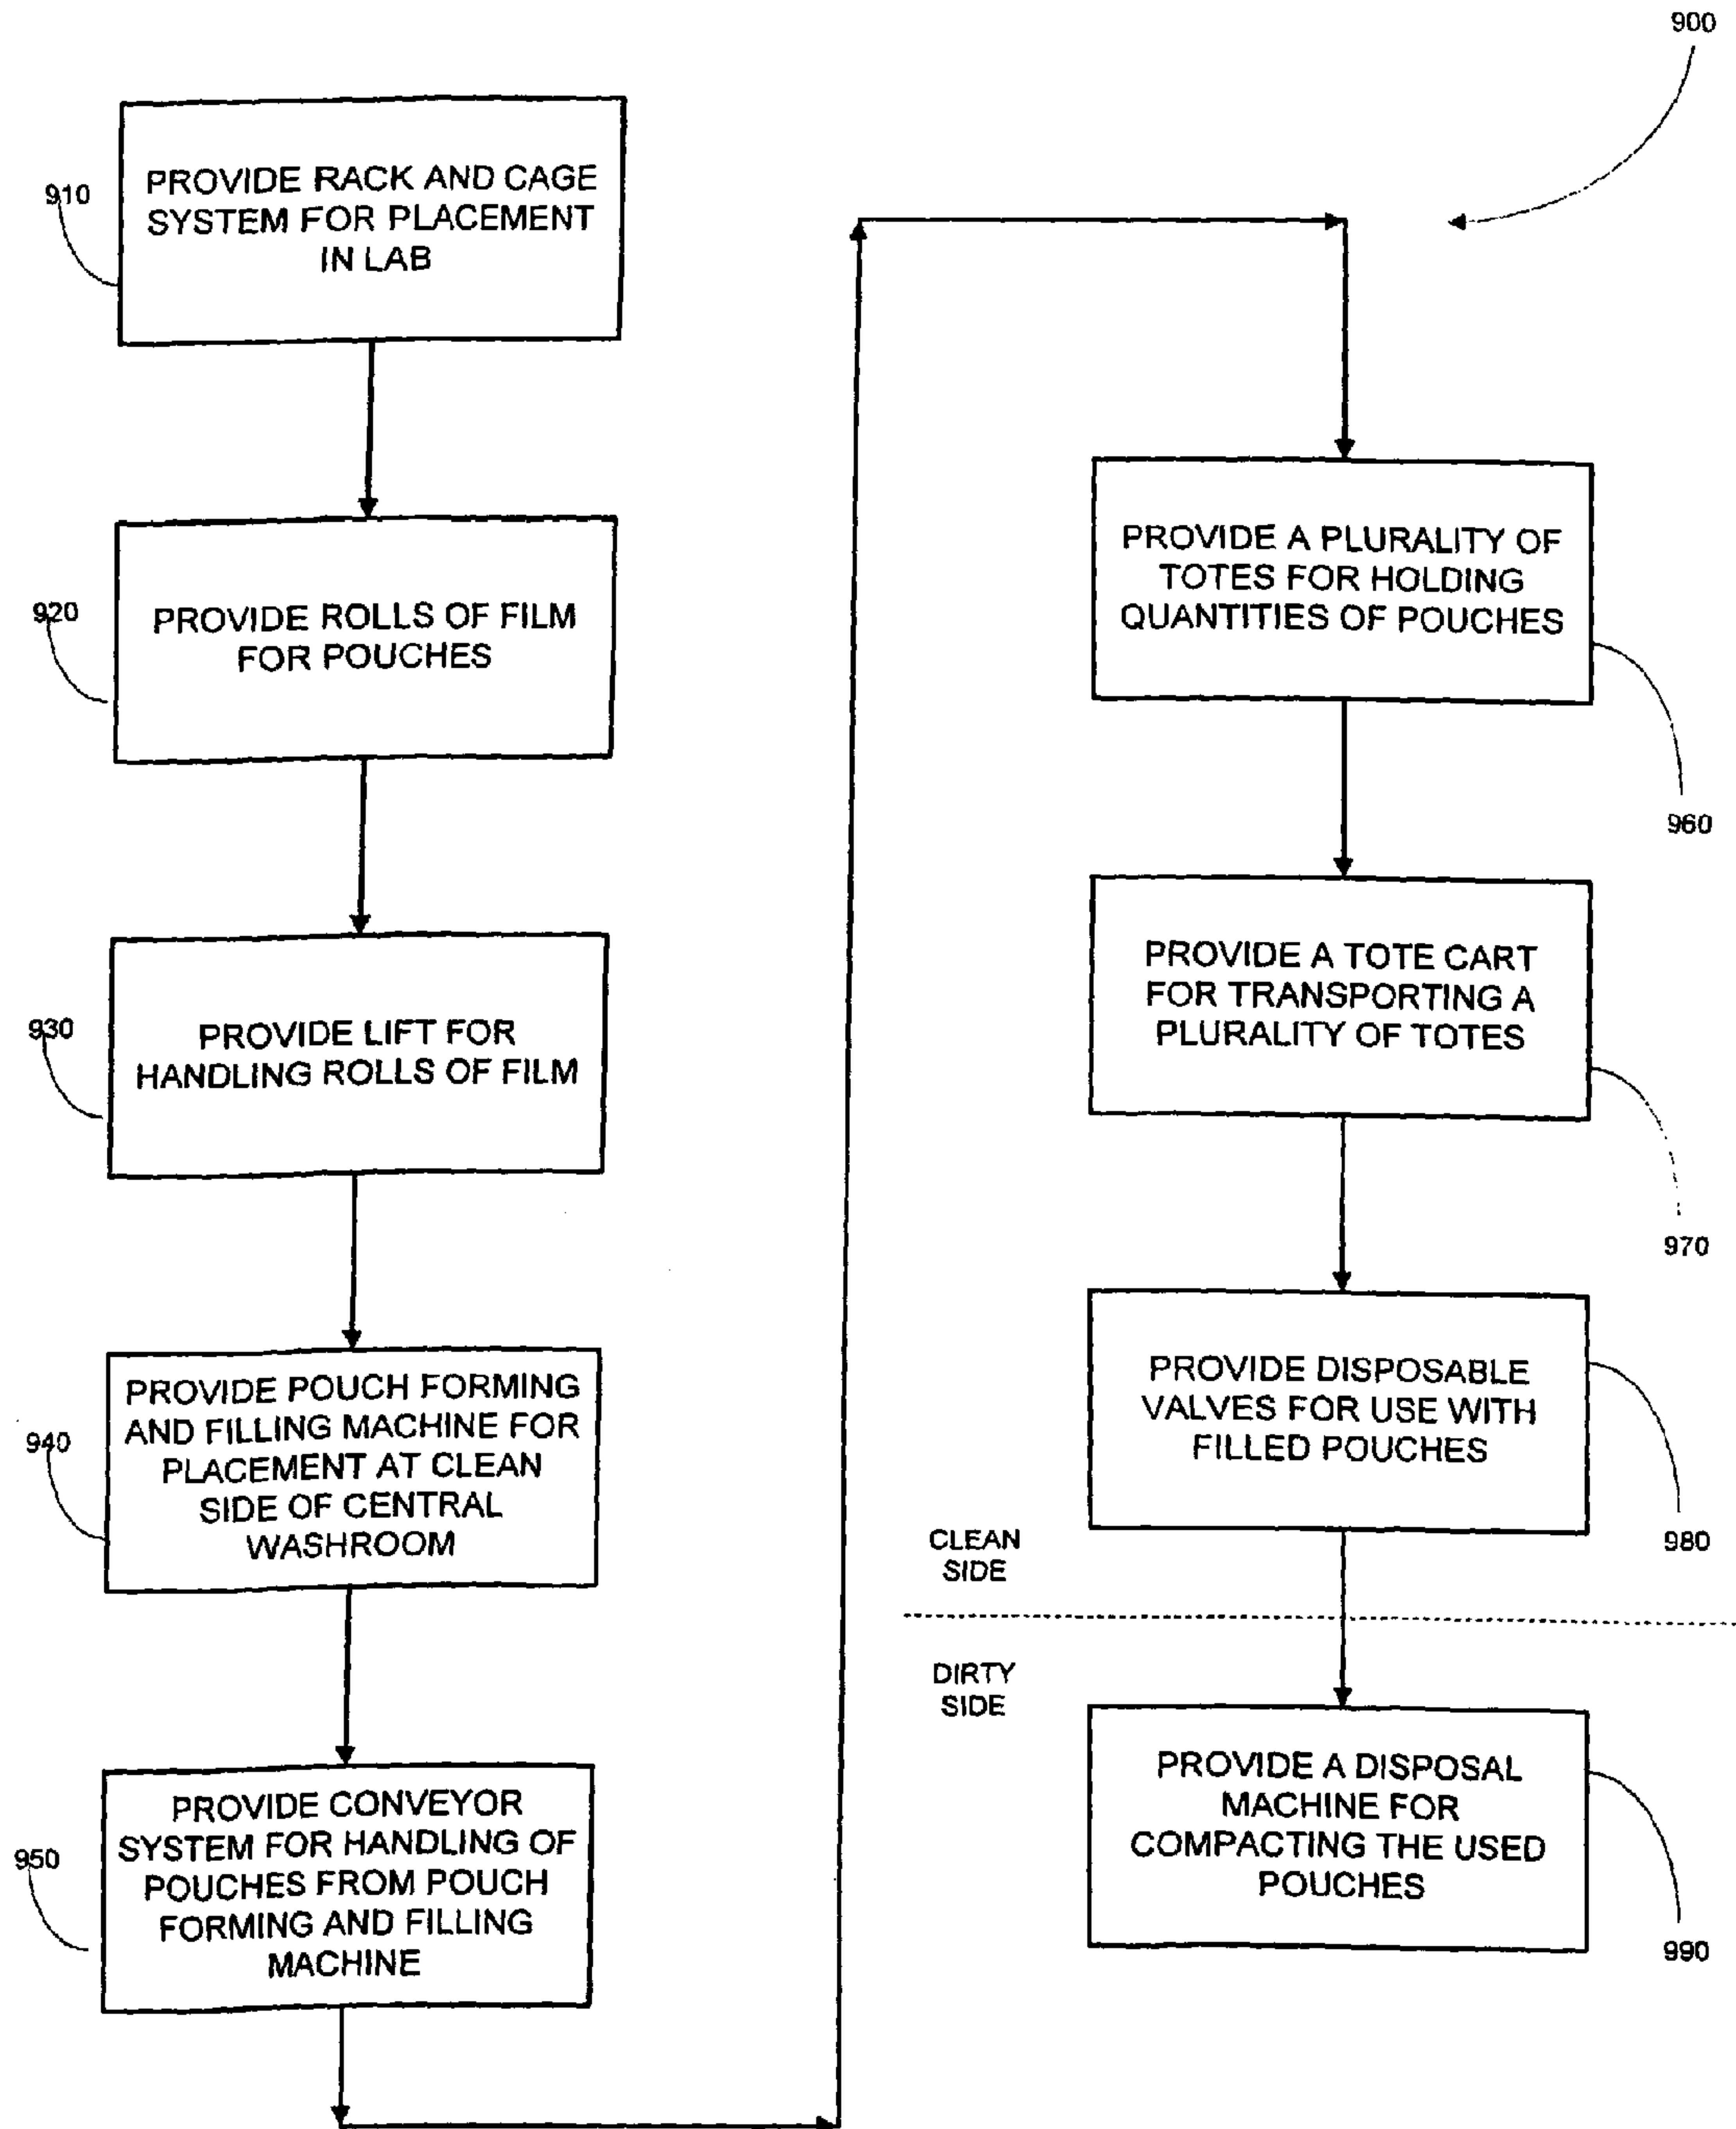 900
910
PROVIDE RACK AND CAGE
SYSTEM FOR PLACEMENT
IN LAB
920
PROVIDE ROLLS OF FILM
FOR POUCHES
930
PROVIDE LIFT FOR
HANDLING ROLLS OF FILM
940
PROVIDE POUCH FORMING
AND FILLING MACHINE FOR
PLACEMENT AT CLEAN
SIDE OF CENTRAL
WASHROOM
950
PROVIDE CONVEYOR
SYSTEM FOR HANDLING OF
POUCHES FROM POUCH
FORMING AND FILLING
MACHINE
PROVIDE A PLURALITY OF
TOTES FOR HOLDING
QUANTITIES OF POUCHES
960
PROVIDE A TOTE CART
FOR TRANSPORTING A
PLURALITY OF TOTES
970
PROVIDE DISPOSABLE
VALVES FOR USE WITH
FILLED POUCHES
980
CLEAN
SIDE
DIRTY
SIDE
PROVIDE A DISPOSAL
MACHINE FOR
COMPACTING THE USED
POUCHES
990